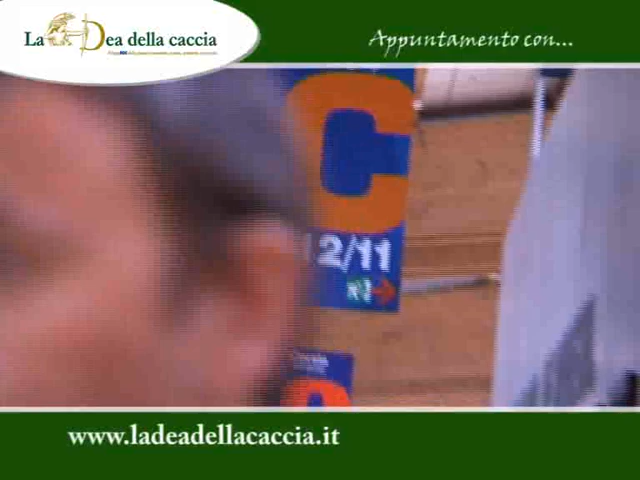 La Dea della caccia
Appuntamento con...
C
12/11
www.ladeadellacaccia.it